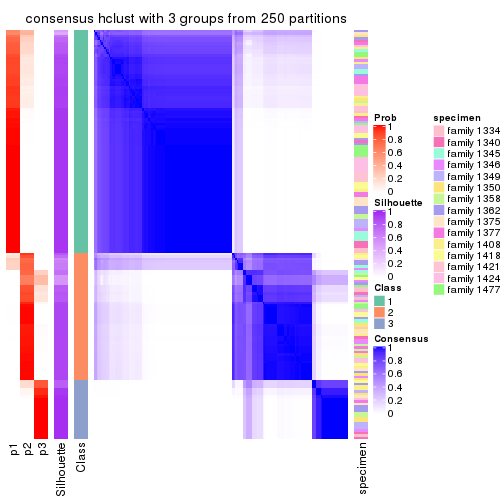 consensus hclust with 3 groups from 250 partitions
Prob
1
0.8
0.6
0.4
0.2
0
Silhouette
1
0.8
0.6
0.4
0.2
0
Class
1
2
3
Consensus
1
0.8
0.6
0.4
0.2
0
specimen
family 1334
family 1340
family 1345
family 1346
family 1349
family 1350
family 1358
family 1362
family 1375
family 1377
family 1408
family 1418
family 1421
family 1424
family 1477
p1
p2
p3
Silhouette
Class
specimen